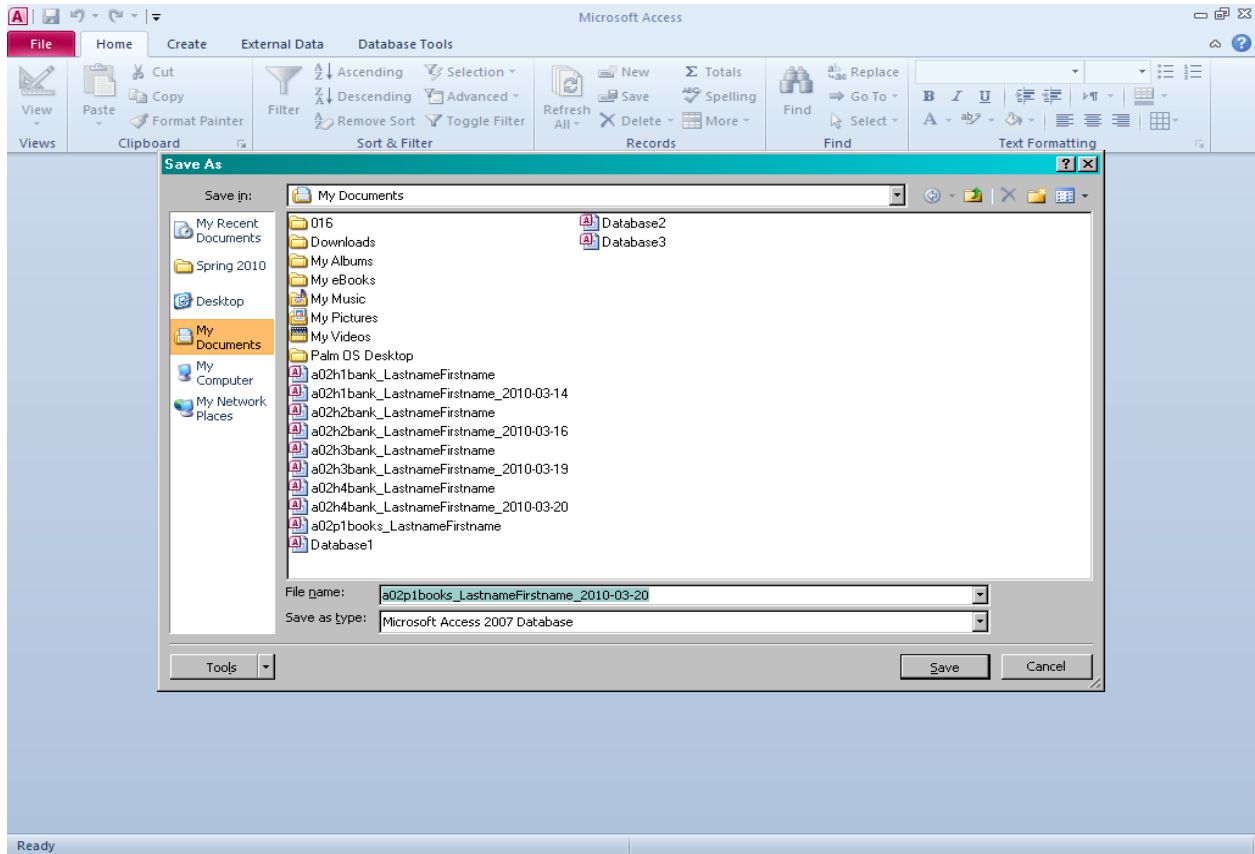 Microsoft Access
File Home Create External Data Database Tools
View
Views
Paste
Cut
Copy
Format Painter
Clipboard
Filter
Ascending
Descending
Remove Sort
Selection
Advanced
Toggle Filter
Sort & Filter
Refresh
All
New
Save
Delete
Totals
Spelling
More
Records
Find
Replace
Go To
Select
Find
B I U
A
Text Formatting
Save As
Save in: My Documents
My Recent
Documents
Spring 2010
Desktop
My
Documents
My
Computer
My Network
Places
016
Downloads
My Albums
My eBooks
My Music
My Pictures
My Videos
Palm OS Desktop
a02h1bank_LastnameFirstname
a02h1bank_LastnameFirstname_2010-03-14
a02h2bank_LastnameFirstname
a02h2bank_LastnameFirstname_2010-03-16
a02h3bank_LastnameFirstname
a02h3bank_LastnameFirstname_2010-03-19
a02h4bank_LastnameFirstname
a02h4bank_LastnameFirstname_2010-03-20
a02p1books_LastnameFirstname
Database1
Database2
Database3
File name: a02p1books_LastnameFirstname_2010-03-20
Save as type: Microsoft Access 2007 Database
Tools Save Cancel
Ready